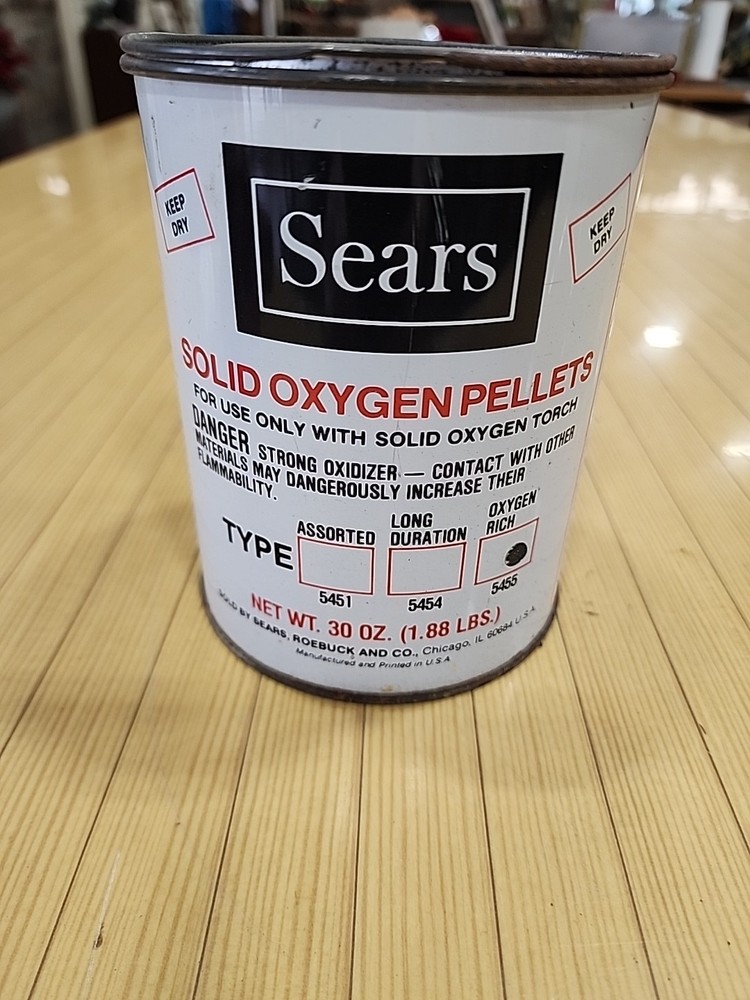 Sears
KEEP
DRY
KEEP
DRY
SOLID OXYGEN PELLETS
FOR USE ONLY WITH SOLID OXYGEN TORCH
DANGER STRONG OXIDIZER — CONTACT WITH OTHER
MATERIALS MAY DANGEROUSLY INCREASE THEIR
FLAMMABILITY.
TYPE
ASSORTED
5451
LONG
DURATION
5454
OXYGEN
RICH
5455
NET WT. 30 OZ. (1.88 LBS.)
SOLD BY SEARS, ROEBUCK AND CO., Chicago, IL 60684 U.S.A.
Manufactured and Printed in U.S.A.